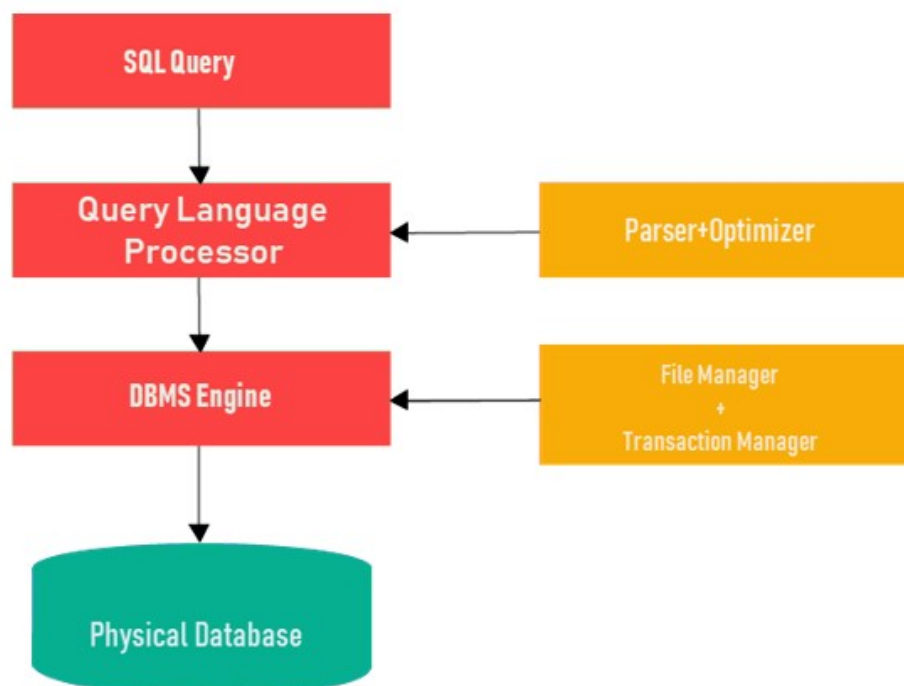 SQL Query
Query Language
Processor
Parser+Optimizer
DBMS Engine
File Manager
+
Transaction Manager
Physical Database